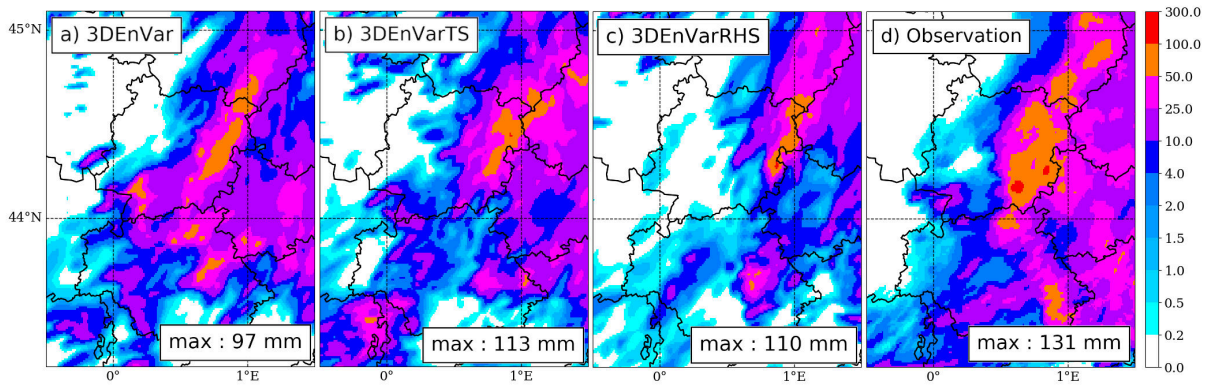 a) 3DEnVar
b) 3DEnVarTS
c) 3DEnVarRHS
d) Observation
45°N
44°N
max : 97 mm
max : 113 mm
max : 110 mm
max : 131 mm
0°
1°E
0°
1°E
0°
1°E
0°
1°E
300.0
100.0
50.0
25.0
10.0
4.0
2.0
1.5
1.0
0.5
0.2
0.0